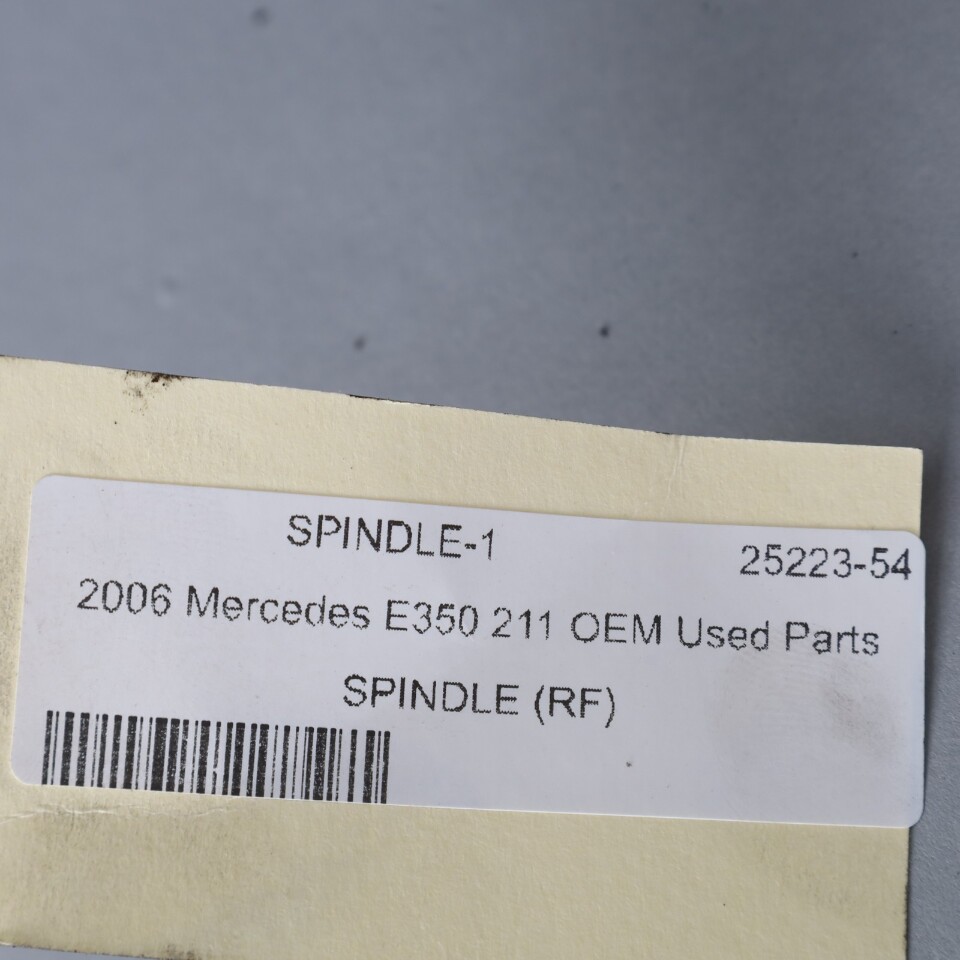 SPINDLE-1 25223-54
2006 Mercedes E350 211 OEM Used Parts
SPINDLE (RF)